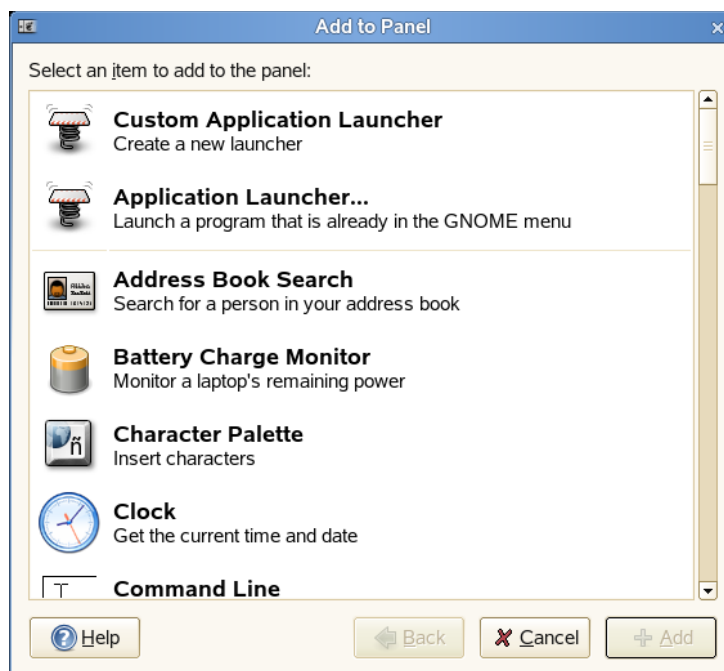 Add to Panel
Select an item to add to the panel:
Custom Application Launcher
Create a new launcher
Application Launcher...
Launch a program that is already in the GNOME menu
Address Book Search
Search for a person in your address book
Battery Charge Monitor
Monitor a laptop's remaining power
ñ
Character Palette
Insert characters
Clock
Get the current time and date
Command Line
Help
Back
Cancel
Add